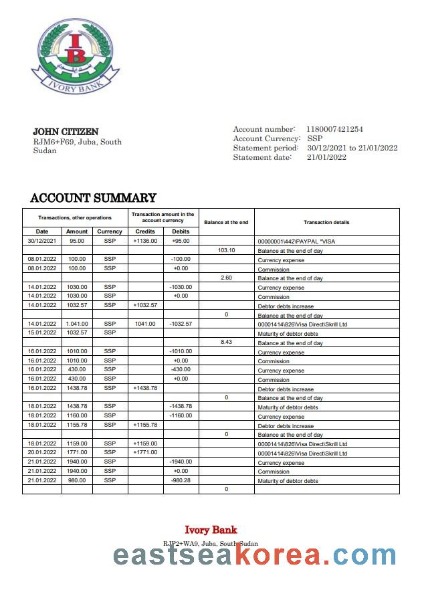 IB
IVORY BANK
JOHN CITIZEN
RJM6+F69, Juba, South
Sudan
Account number: 1180007421254
Account Currency: SSP
Statement period: 30/12/2021 to 21/01/2022
Statement date: 21/01/2022
ACCOUNT SUMMARY
Transactions, other operations Transaction amount in the account currency Balance at the end Transaction details
Date Amount Currency Credits Debits
30/12/2021 95.00 SSP +1136.00 +95.00 00000001\442\PAYPAL *VISA
103.10 Balance at the end of day
08.01.2022 100.00 SSP -100.00 Currency expense
08.01.2022 100.00 SSP +0.00 Commission
2.60 Balance at the end of day
14.01.2022 1030.00 SSP -1030.00 Currency expense
14.01.2022 1030.00 SSP +0.00 Commission
14.01.2022 1032.57 SSP +1032.57 Debtor debts increase
0 Balance at the end of day
14.01.2022 1,041.00 SSP 1041.00 -1032.57 00001414\826\Visa Direct\Skrill Ltd
15.01.2022 1032.57 SSP Maturity of debtor debts
8.43 Balance at the end of day
16.01.2022 1010.00 SSP -1010.00 Currency expense
16.01.2022 1010.00 SSP +0.00 Commission
16.01.2022 430.00 SSP -430.00 Currency expense
16.01.2022 430.00 SSP +0.00 Commission
16.01.2022 1438.78 SSP +1438.78 Debtor debts increase
0 Balance at the end of day
18.01.2022 1438.78 SSP -1438.78 Maturity of debtor debts
18.01.2022 1160.00 SSP -1160.00 Currency expense
18.01.2022 1155.78 SSP +1155.78 Debtor debts increase
0 Balance at the end of day
19.01.2022 1159.00 SSP +1159.00 00001414\826\Visa Direct\Skrill Ltd
20.01.2022 1771.00 SSP +1771.00 00001414\826\Visa Direct\Skrill Ltd
21.01.2022 1940.00 SSP -1940.00 Currency expense
21.01.2022 1940.00 SSP +0.00 Commission
21.01.2022 980.00 SSP -980.28 Maturity of debtor debts
0
Ivory Bank
RJP2+WA9, Juba, South Sudan
eastseakorea.com